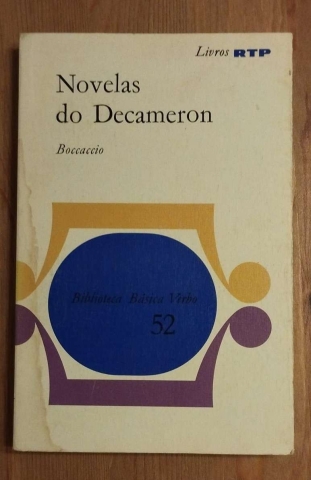 Livros RTP
Novelas
do Decameron
Boccaccio
Biblioteca Básica Verbo
52